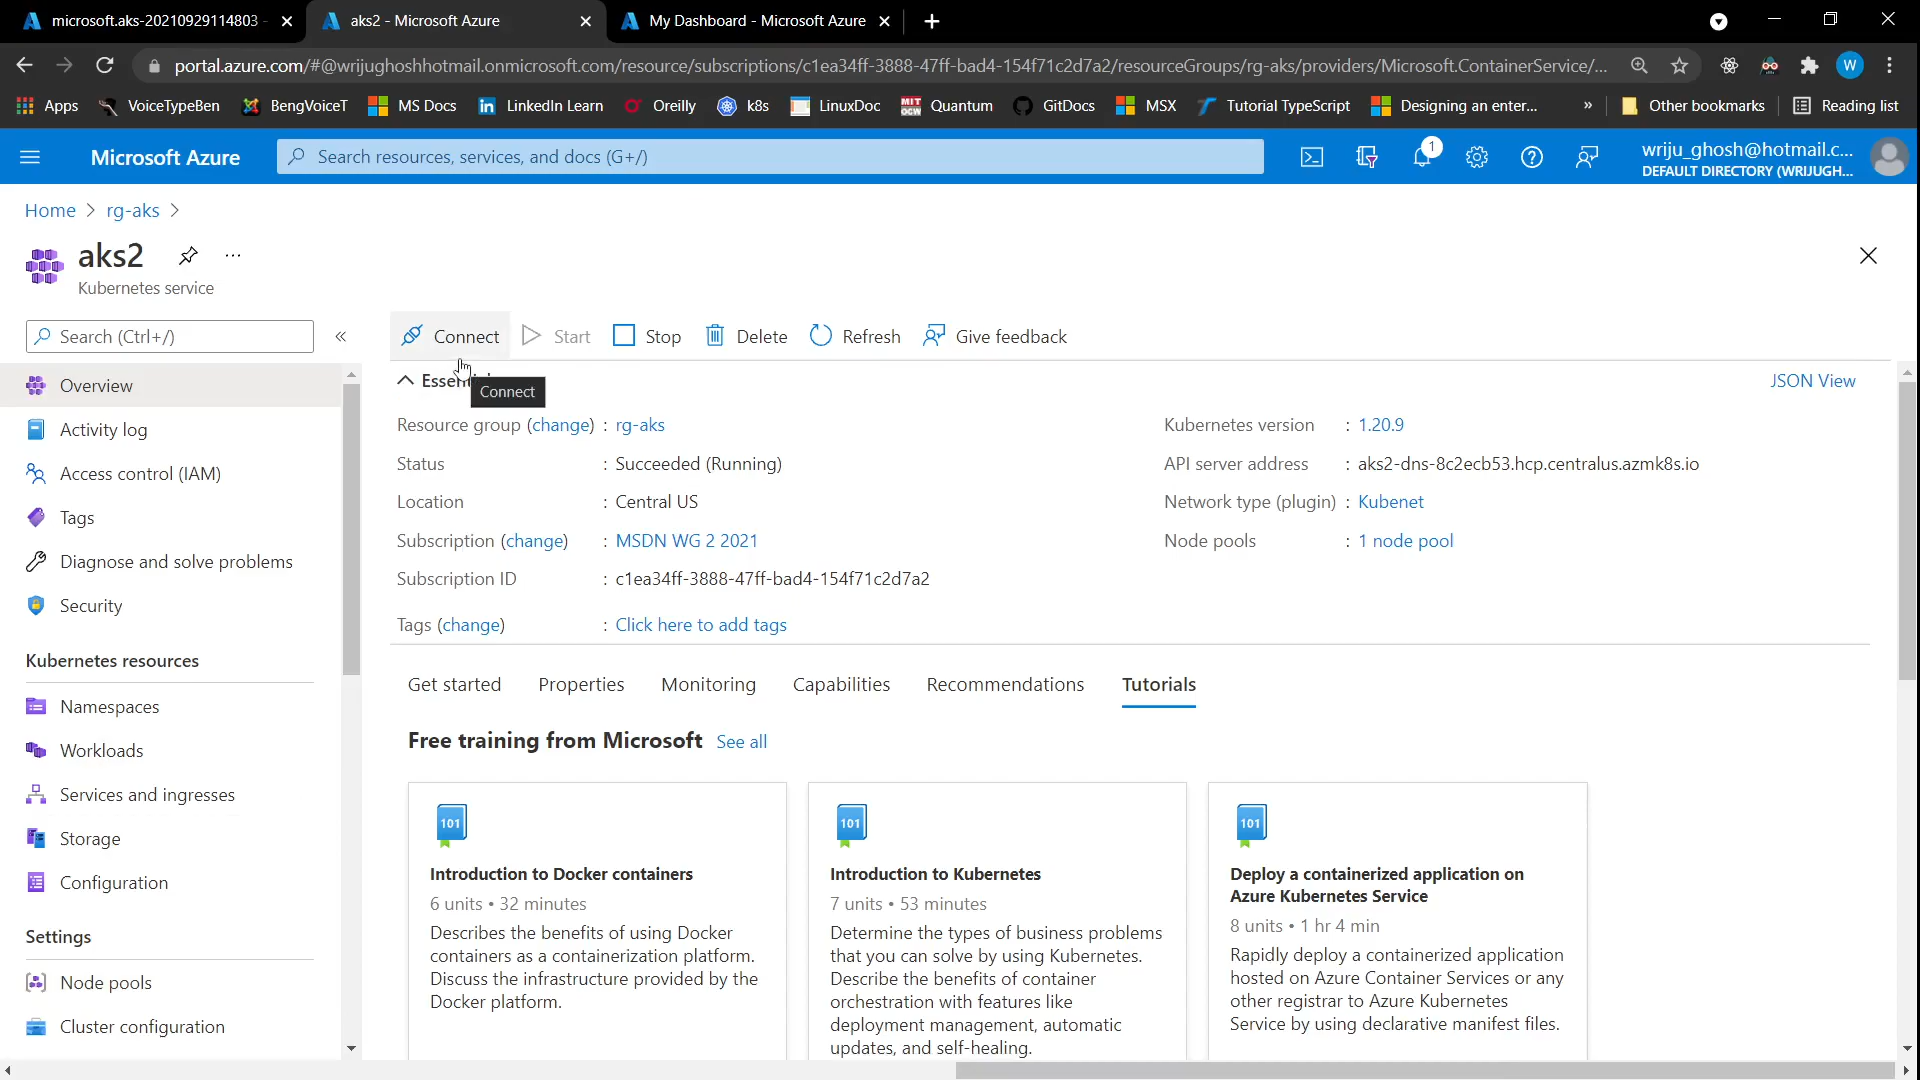 microsoft.aks-20210929114803 -
aks2 - Microsoft Azure
My Dashboard - Microsoft Azure
portal.azure.com/#@wrijughoshhotmail.onmicrosoft.com/resource/subscriptions/c1ea34ff-3888-47ff-bad4-154f71c2d7a2/resourceGroups/rg-aks/providers/Microsoft.ContainerService/...
W
Apps
VoiceTypeBen
BengVoiceT
MS Docs
LinkedIn Learn
Oreilly
k8s
LinuxDoc
MIT OCW
Quantum
GitDocs
MSX
Tutorial TypeScript
Designing an enter...
»
Other bookmarks
Reading list
Microsoft Azure
Search resources, services, and docs (G+/)
1
wriju_ghosh@hotmail.c...
DEFAULT DIRECTORY (WRIJUGH...
Home > rg-aks >
aks2
...
Kubernetes service
Search (Ctrl+/)
«
Connect
Start
Stop
Delete
Refresh
Give feedback
Overview
Activity log
Access control (IAM)
Tags
Diagnose and solve problems
Security
Kubernetes resources
Namespaces
Workloads
Services and ingresses
Storage
Configuration
Settings
Node pools
Cluster configuration
Connect
JSON View
Resource group (change) : rg-aks
Status : Succeeded (Running)
Location : Central US
Subscription (change) : MSDN WG 2 2021
Subscription ID : c1ea34ff-3888-47ff-bad4-154f71c2d7a2
Tags (change) : Click here to add tags
Kubernetes version : 1.20.9
API server address : aks2-dns-8c2ecb53.hcp.centralus.azmk8s.io
Network type (plugin) : Kubenet
Node pools : 1 node pool
Get started
Properties
Monitoring
Capabilities
Recommendations
Tutorials
Free training from Microsoft See all
101
Introduction to Docker containers
6 units • 32 minutes
Describes the benefits of using Docker
containers as a containerization platform.
Discuss the infrastructure provided by the
Docker platform.
101
Introduction to Kubernetes
7 units • 53 minutes
Determine the types of business problems
that you can solve by using Kubernetes.
Describe the benefits of container
orchestration with features like
deployment management, automatic
updates, and self-healing.
101
Deploy a containerized application on
Azure Kubernetes Service
8 units • 1 hr 4 min
Rapidly deploy a containerized application
hosted on Azure Container Services or any
other registrar to Azure Kubernetes
Service by using declarative manifest files.